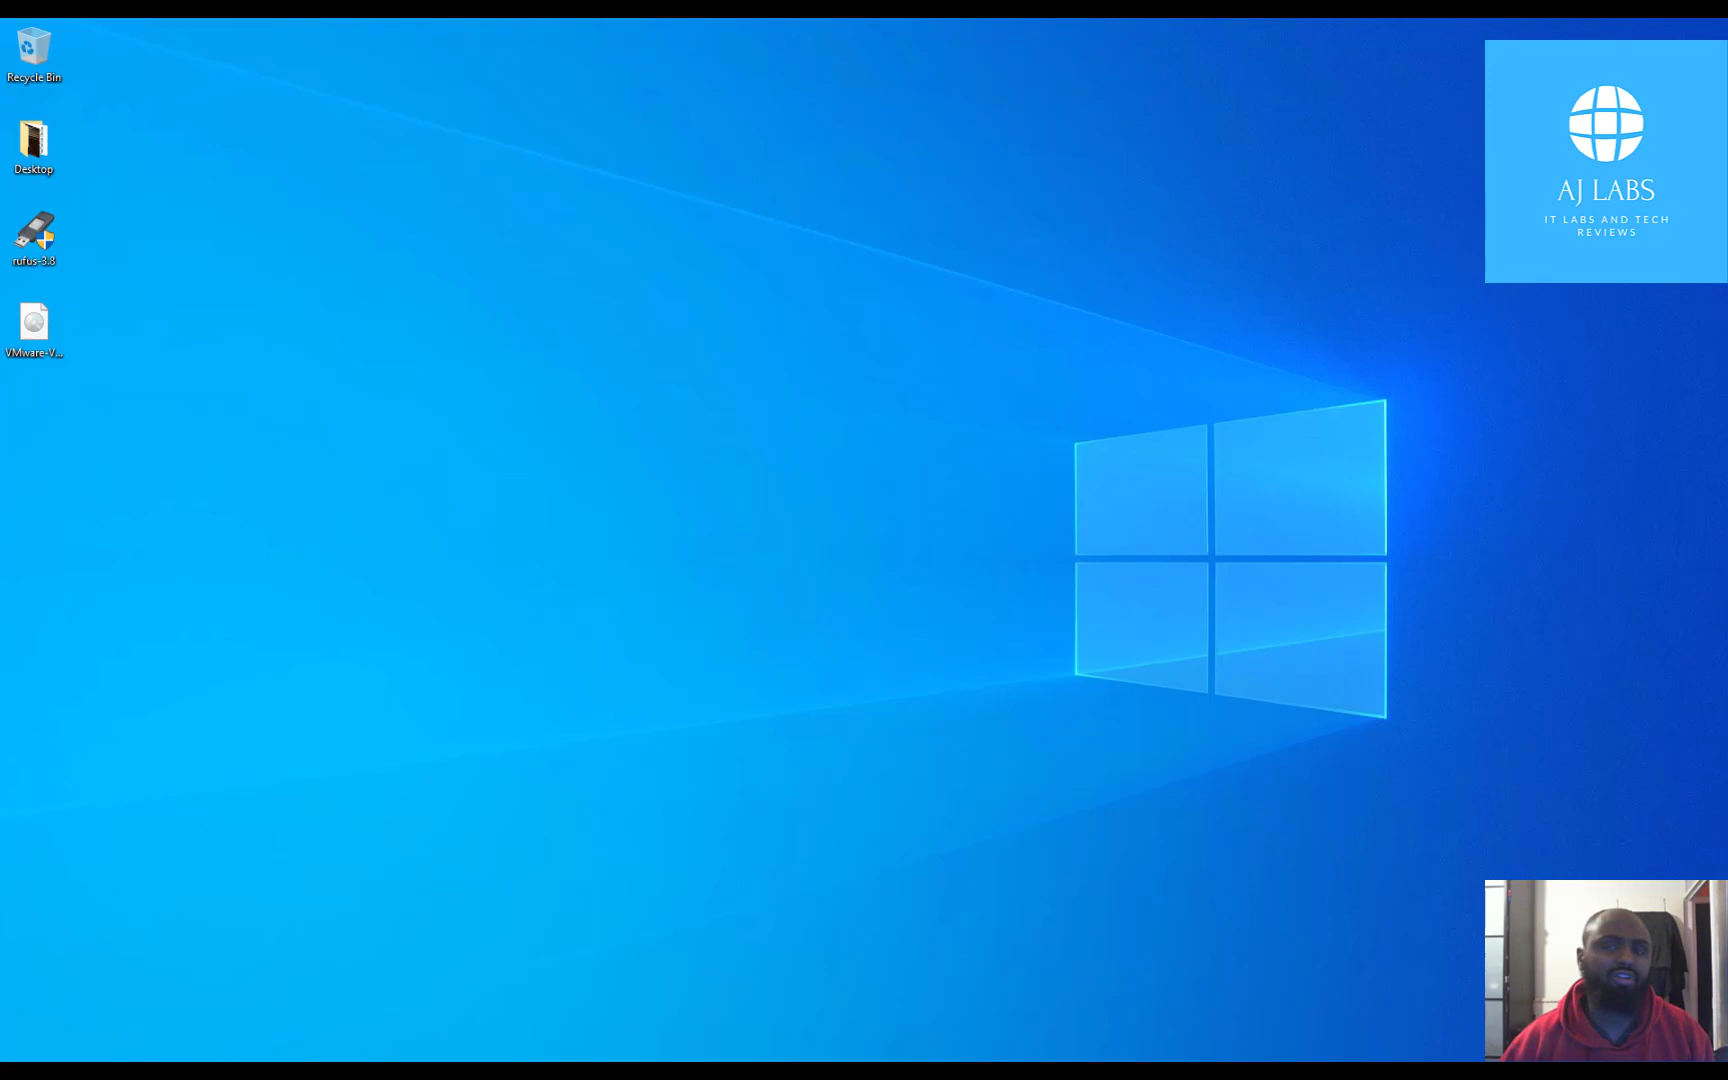 Recycle Bin
Desktop
rufus-3.8
VMware-V...
AJ LABS
IT LABS AND TECH
REVIEWS